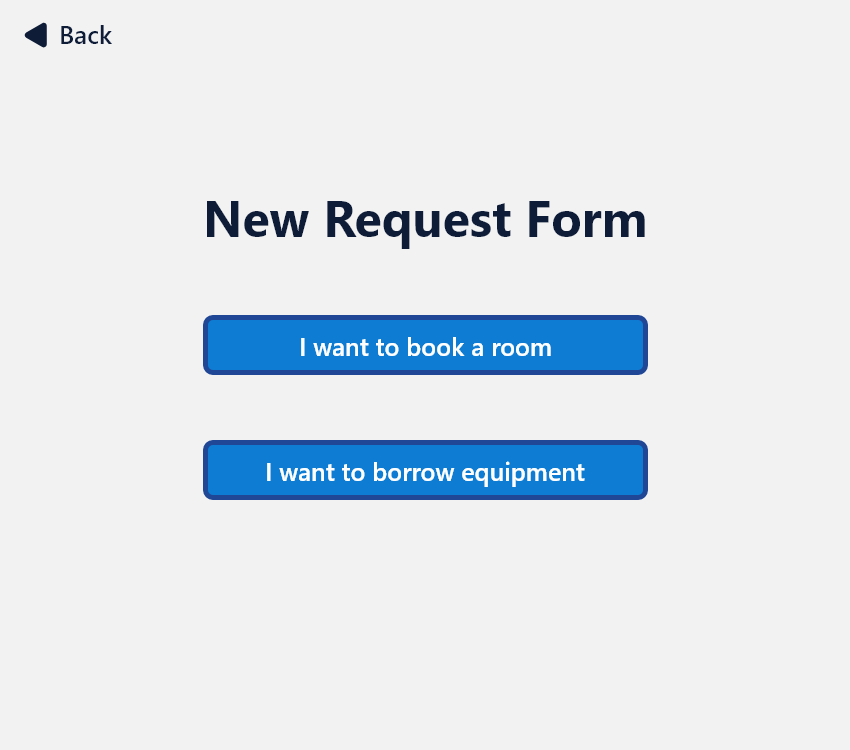 Back
New Request Form
I want to book a room
I want to borrow equipment